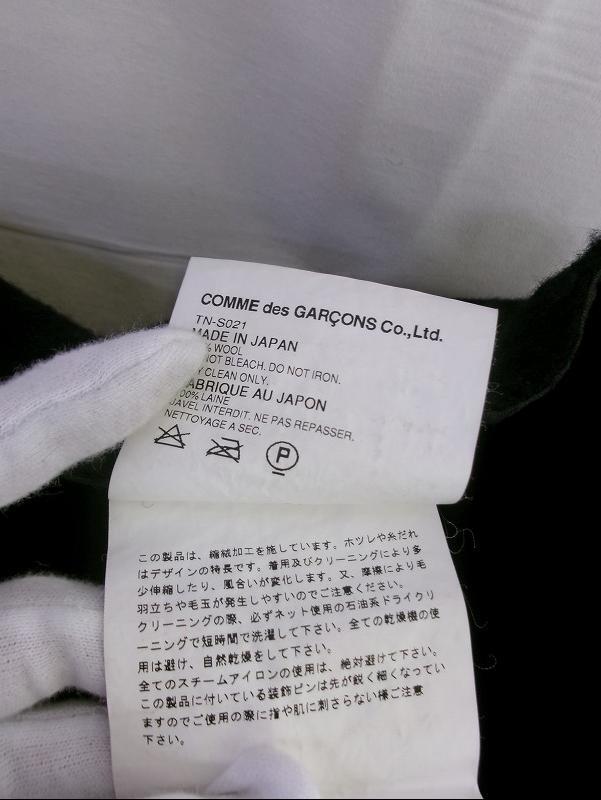 COMME des GARÇONS Co.,Ltd.
TN-S021
MADE IN JAPAN
% WOOL
NOT BLEACH. DO NOT IRON.
Y CLEAN ONLY.
ABRIQUE AU JAPON
00% LAINE
JAVEL INTERDIT. NE PAS REPASSER.
NETTOYAGE A SEC.
P
この製品は、縮絨加工を施しています。ホツレや糸だれ
はデザインの特長です。着用及びクリーニングにより多
少伸縮したり、風合いが変化します。又、摩擦により毛
羽立ちや毛玉が発生しやすいのでご注意ください。
クリーニングの際、必ずネット使用の石油系ドライクリ
ーニングで短時間で洗濯して下さい。全ての乾燥機の使
用は避け、自然乾燥をして下さい。
全てのスチームアイロンの使用は、絶対避けて下さい。
この製品に付いている装飾ピンは先が鋭く細くなってい
ますのでご使用の際に指や肌に刺さらない様ご注意
下さい。